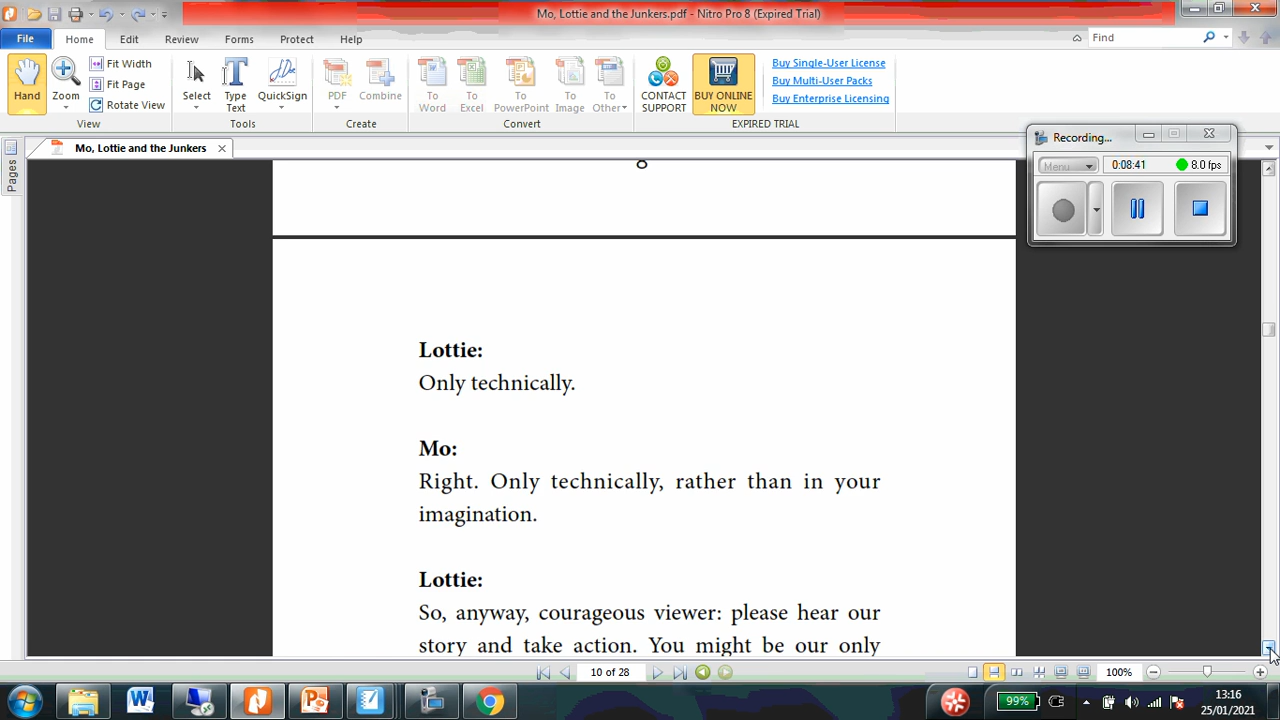 Mo, Lottie and the Junkers.pdf - Nitro Pro 8 (Expired Trial)
File Home Edit Review Forms Protect Help Find
Hand
Zoom
Fit Width
Fit Page
Rotate View
View
Select
Type Text
QuickSign
Tools
PDF
Combine
Create
To Word
To Excel
To PowerPoint
To Image
To Other
Convert
CONTACT SUPPORT
BUY ONLINE NOW
Buy Single-User License
Buy Multi-User Packs
Buy Enterprise Licensing
EXPIRED TRIAL
Mo, Lottie and the Junkers
Pages
Recording...
Menu 0:08:41 8.0 fps
8
Lottie:
Only technically.
Mo:
Right. Only technically, rather than in your
imagination.
Lottie:
So, anyway, courageous viewer: please hear our
story and take action. You might be our only
10 of 28 100%
99% 13:16
25/01/2021